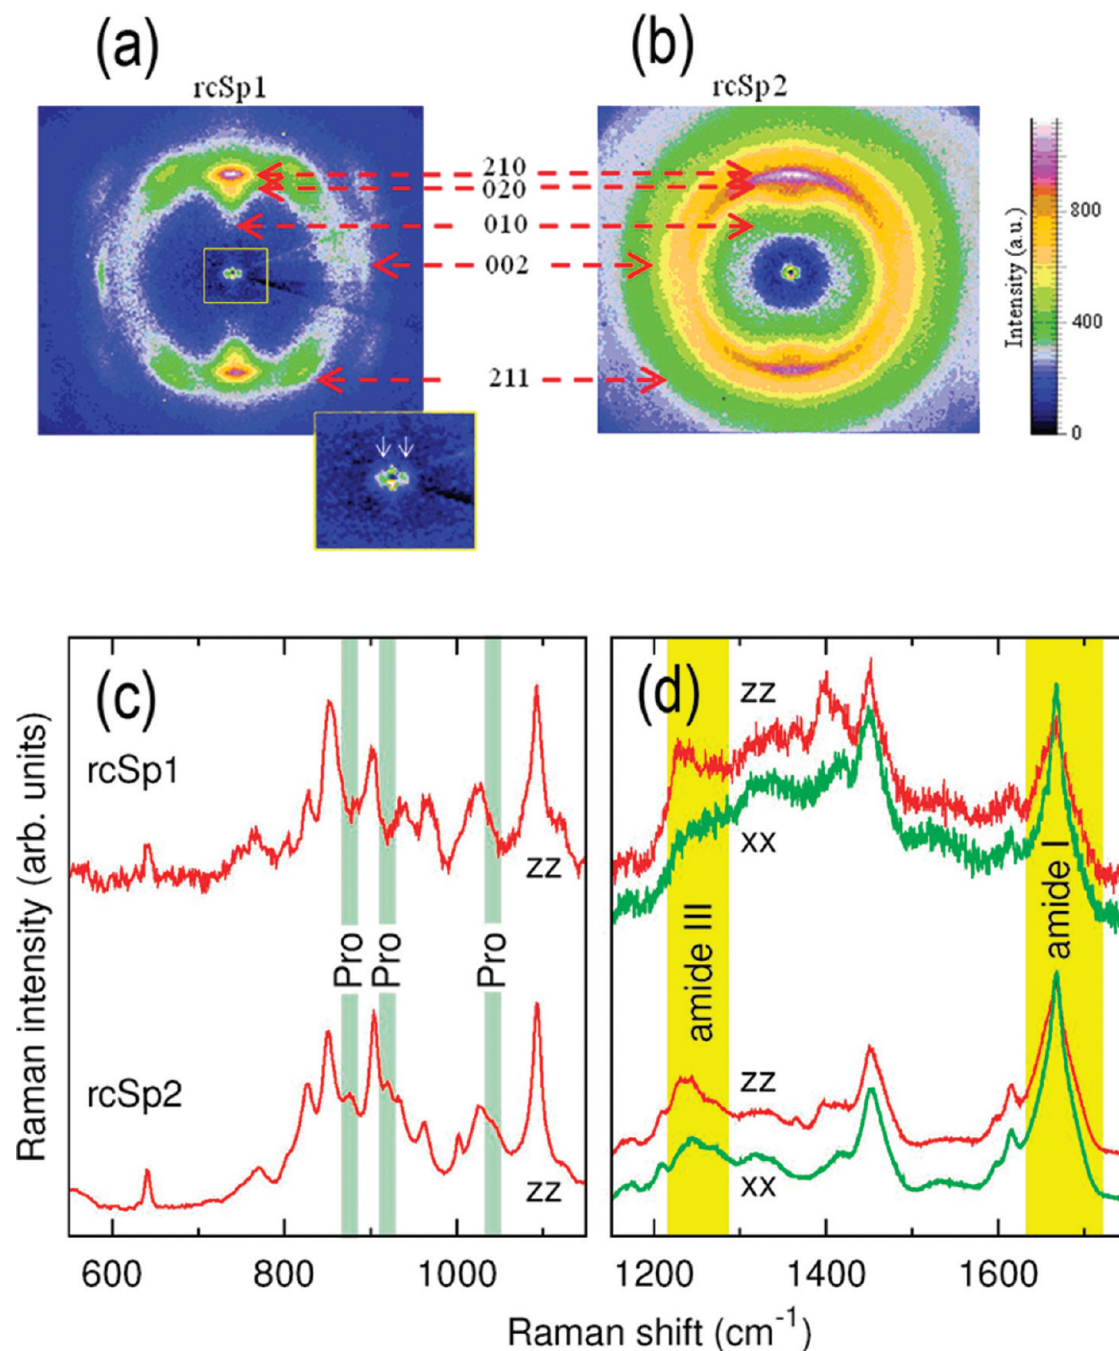 (a)
(b)
rcSp1
rcSp2
210
020
010
002
211
Intensity (a.u.)
800
400
0
(c)
(d)
rcSp1
zz
Pro
Pro
Pro
rcSp2
zz
zz
xx
amide III
amide I
zz
xx
Raman intensity (arb. units)
600
800
1000
1200
1400
1600
Raman shift (cm⁻¹)